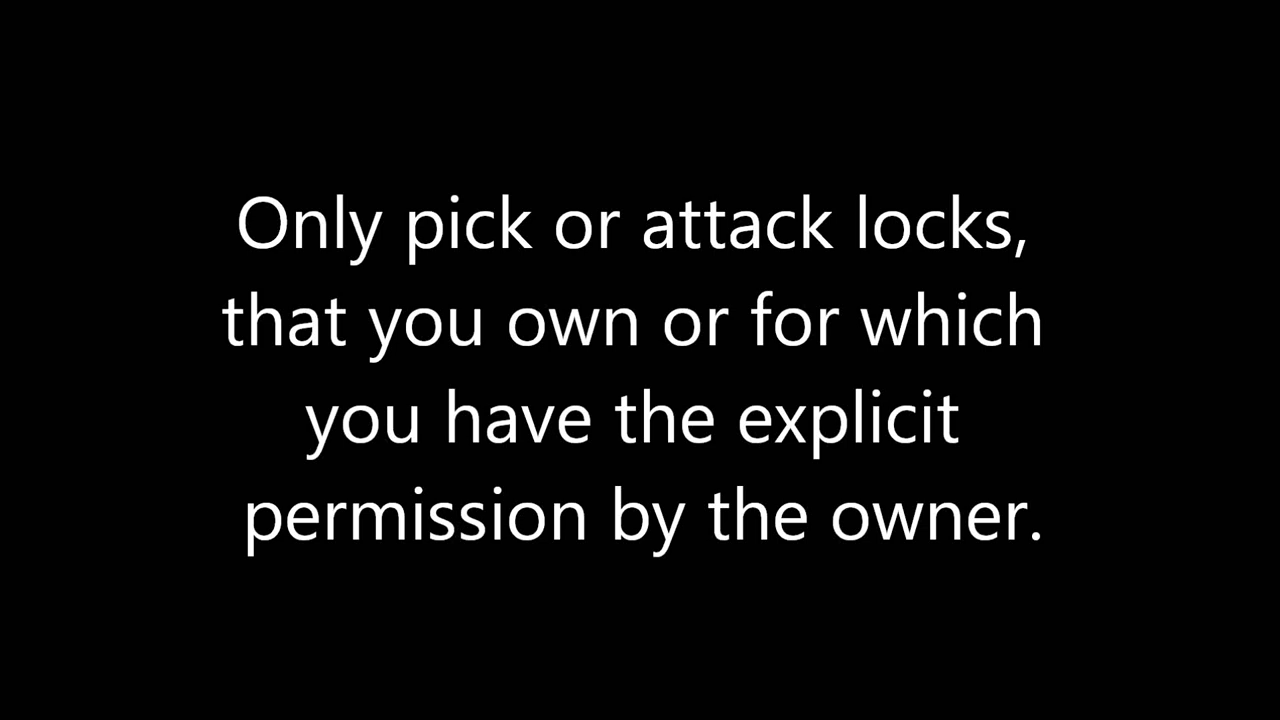 Only pick or attack locks,
that you own or for which
you have the explicit
permission by the owner.